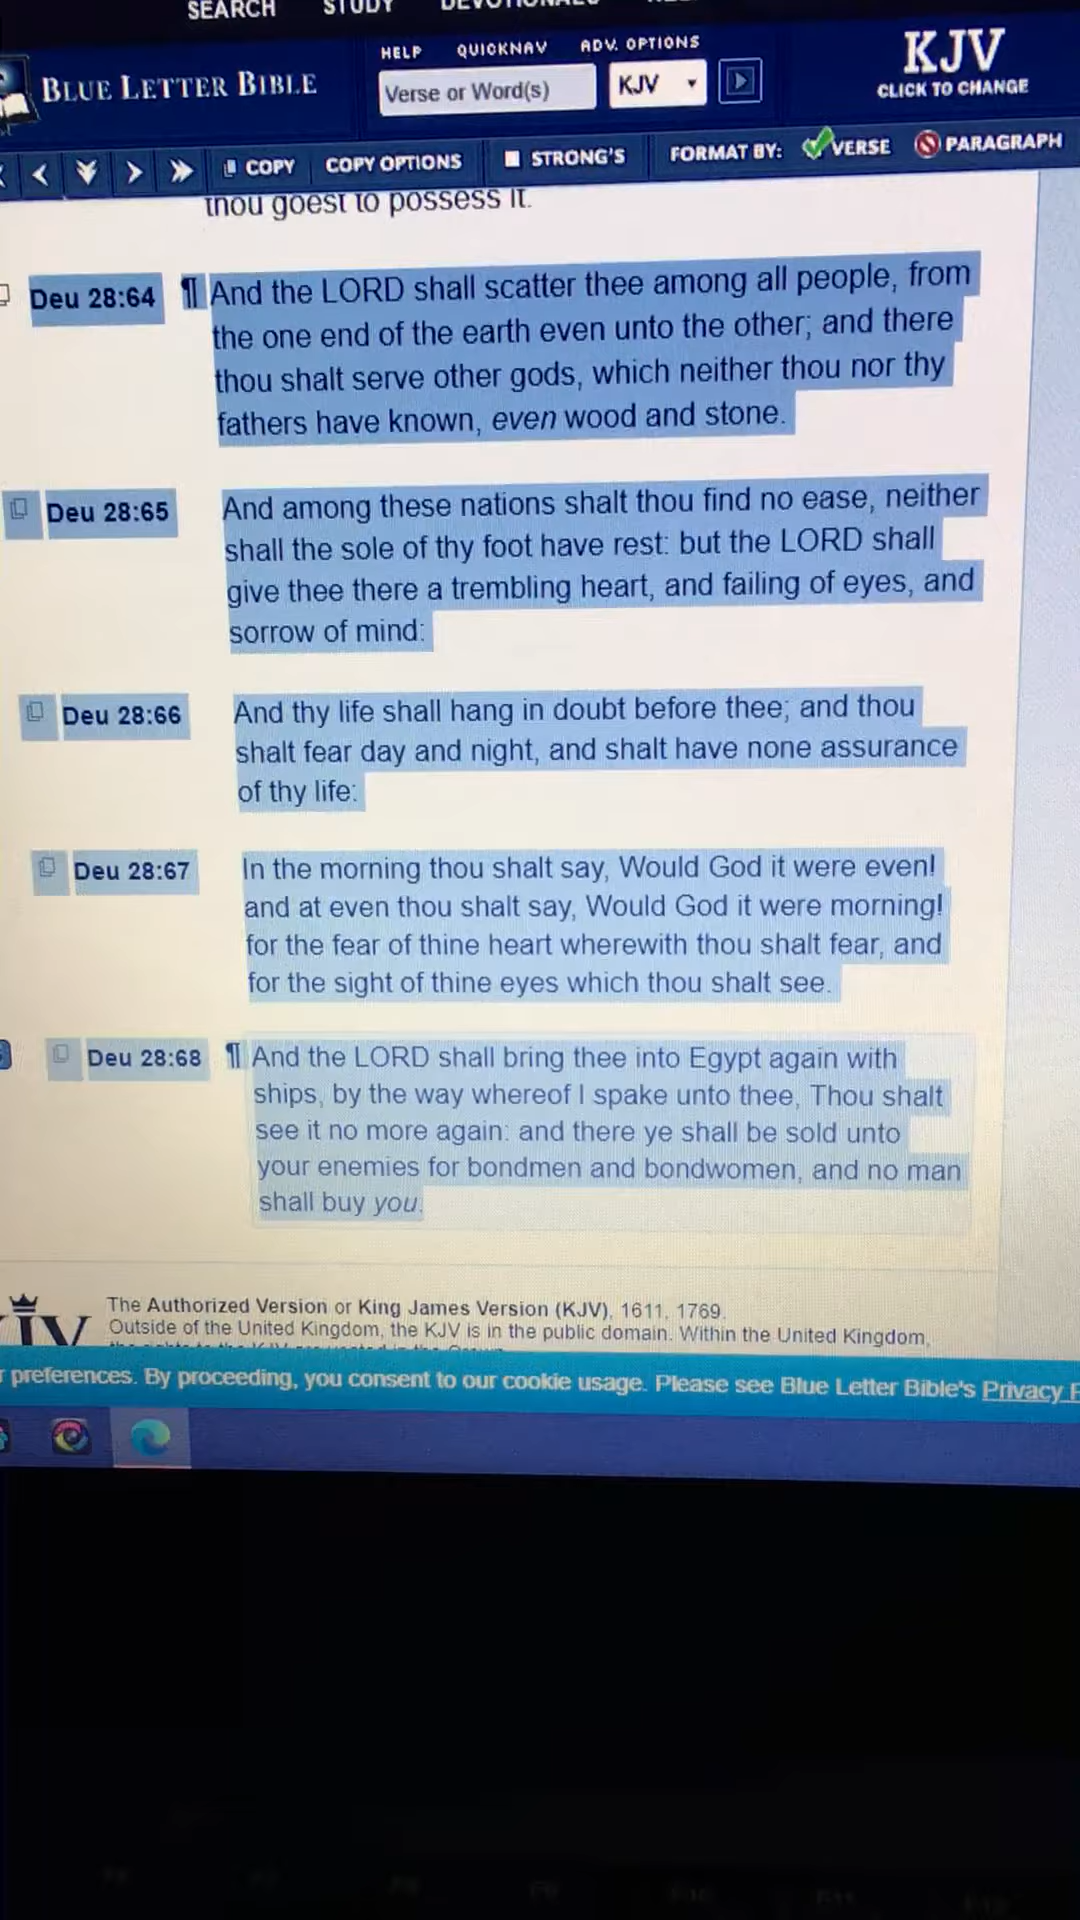 SEARCH STUDY DEVOTIONALS
HELP QUICKNAV ADV. OPTIONS
BLUE LETTER BIBLE Verse or Word(s) KJV KJV
CLICK TO CHANGE
COPY COPY OPTIONS STRONG'S FORMAT BY: VERSE PARAGRAPH
thou goest to possess it.
Deu 28:64 ¶ And the LORD shall scatter thee among all people, from
the one end of the earth even unto the other; and there
thou shalt serve other gods, which neither thou nor thy
fathers have known, even wood and stone.
Deu 28:65 And among these nations shalt thou find no ease, neither
shall the sole of thy foot have rest: but the LORD shall
give thee there a trembling heart, and failing of eyes, and
sorrow of mind:
Deu 28:66 And thy life shall hang in doubt before thee; and thou
shalt fear day and night, and shalt have none assurance
of thy life:
Deu 28:67 In the morning thou shalt say, Would God it were even!
and at even thou shalt say, Would God it were morning!
for the fear of thine heart wherewith thou shalt fear, and
for the sight of thine eyes which thou shalt see.
Deu 28:68 ¶ And the LORD shall bring thee into Egypt again with
ships, by the way whereof I spake unto thee, Thou shalt
see it no more again: and there ye shall be sold unto
your enemies for bondmen and bondwomen, and no man
shall buy you.
KJV The Authorized Version or King James Version (KJV), 1611, 1769.
Outside of the United Kingdom, the KJV is in the public domain. Within the United Kingdom,
preferences. By proceeding, you consent to our cookie usage. Please see Blue Letter Bible's Privacy